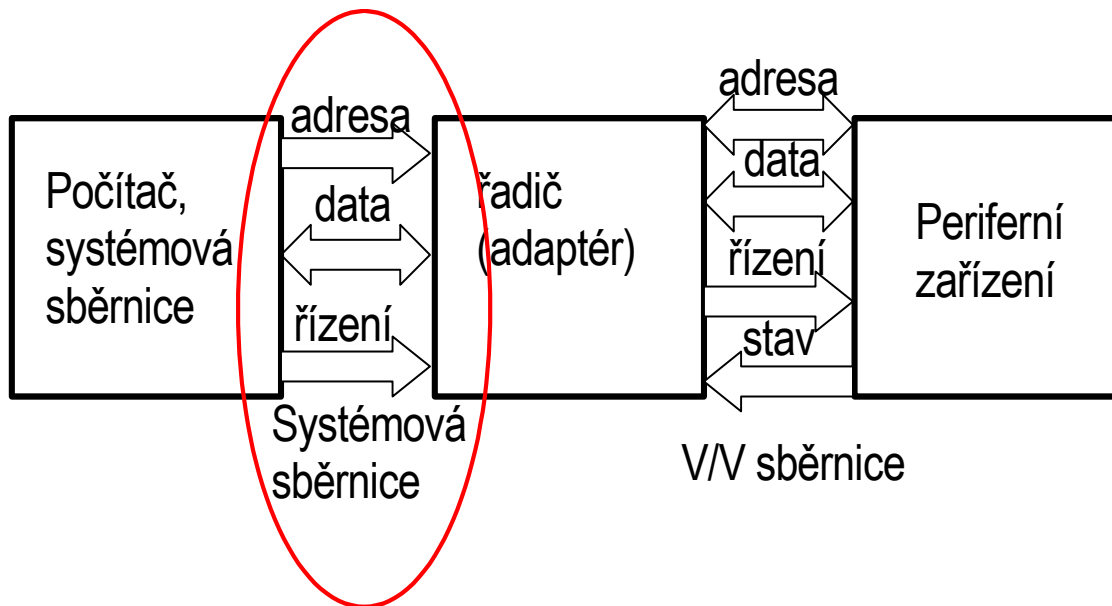 Počítač,
systémová
sběrnice
adresa
data
řízení
Systémová
sběrnice
řadič
(adaptér)
adresa
data
řízení
stav
V/V sběrnice
Periferní
zařízení